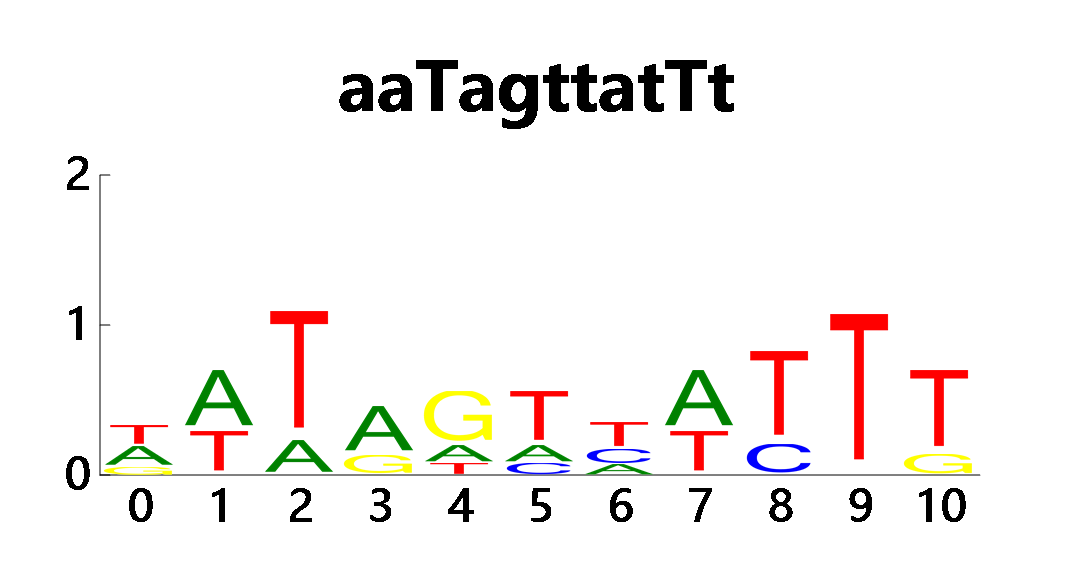 aaTagttatTt
2
1
T A T A G T T A T T T
A T A G A A C T C G
G T C A
0
0 1 2 3 4 5 6 7 8 9 10